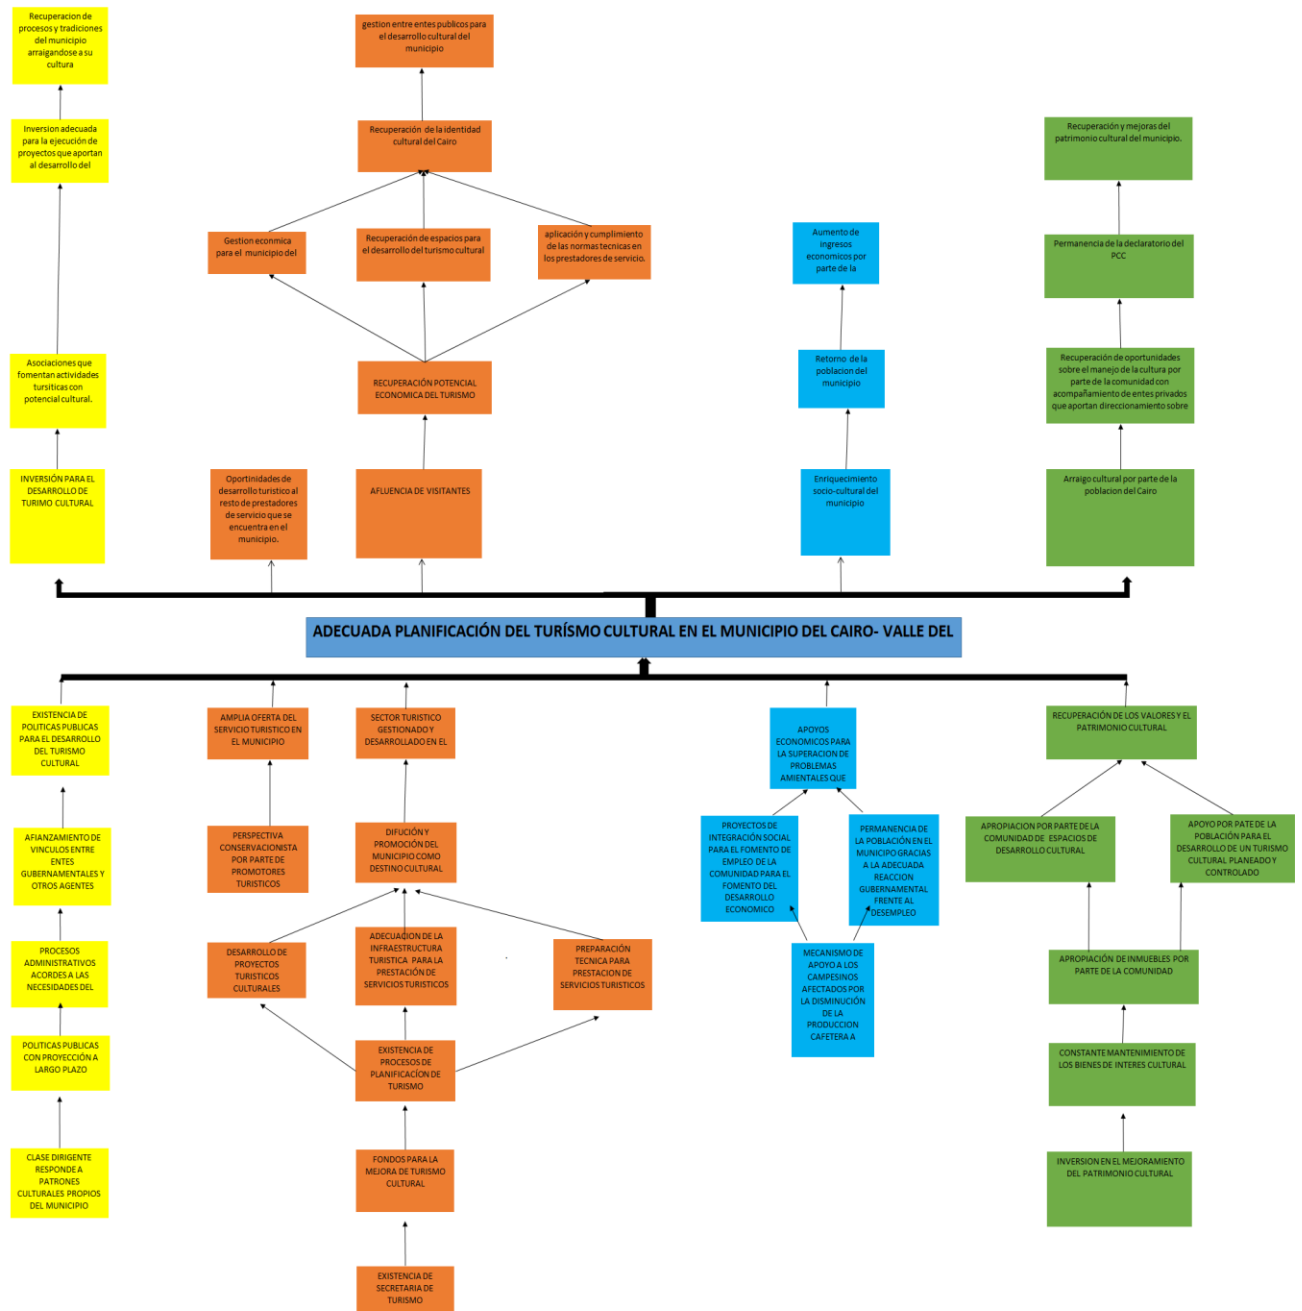 Recuperacion de
procesos y tradiciones
del municipio
arraigandose a su
cultura
gestion entre entes publicos para
el desarrollo cultural del
municipio
Inversion adecuada
para la ejecución de
proyectos que aportan
al desarrollo del
Recuperación de la identidad
cultural del Cairo
Recuperación y mejoras del
patrimonio cultural del municipio.
Gestion econmica
para el municipio del
Recuperación de espacios para
el desarrollo del turismo cultural
aplicación y cumplimiento
de las normas tecnicas en
los prestadores de servicio.
Aumento de
ingresos
economicos por
parte de la
Permanencia de la declaratorio del
PCC
Asociaciones que
fomentan actividades
tursiticas con
potencial cultural.
RECUPERACIÓN POTENCIAL
ECONOMICA DEL TURISMO
Retorno de la
poblacion del
municipio
Recuperación de oportunidades
sobre el manejo de la cultura por
parte de la comunidad con
acompañamiento de entes privados
que aportan direccionamiento sobre
INVERSIÓN PARA EL
DESARROLLO DE
TURIMO CULTURAL
Oportinidades de
desarrollo turistico al
resto de prestadores
de servicio que se
encuentra en el
municipio.
AFLUENCIA DE VISITANTES
Enriquecimiento
socio-cultural del
municipio
Arraigo cultural por parte de la
poblacion del Cairo
ADECUADA PLANIFICACIÓN DEL TURÍSMO CULTURAL EN EL MUNICIPIO DEL CAIRO- VALLE DEL
EXISTENCIA DE
POLITICAS PUBLICAS
PARA EL DESARROLLO
DEL TURISMO
CULTURAL
AMPLIA OFERTA DEL
SERVICIO TURISTICO EN
EL MUNICIPIO
SECTOR TURISTICO
GESTIONADO Y
DESARROLLADO EN EL
APOYOS
ECONOMICOS PARA
LA SUPERACION DE
PROBLEMAS
AMIENTALES QUE
RECUPERACIÓN DE LOS VALORES Y EL
PATRIMONIO CULTURAL
AFIANZAMIENTO DE
VINCULOS ENTRE
ENTES
GUBERNAMENTALES Y
OTROS AGENTES
PERSPECTIVA
CONSERVACIONISTA
POR PARTE DE
PROMOTORES
TURISTICOS
DIFUCIÓN Y
PROMOCIÓN DEL
MUNICIPIO COMO
DESTINO CULTURAL
PROYECTOS DE
INTEGRACIÓN SOCIAL
PARA EL FOMENTO DE
EMPLEO DE LA
COMUNIDAD PARA EL
FOMENTO DEL
DESARROLLO
ECONOMICO
PERMANENCIA DE
LA POBLACIÓN EN EL
MUNICIPO GRACIAS
A LA ADECUADA
REACCION
GUBERNAMENTAL
FRENTE AL
DESEMPLEO
APROPIACION POR PARTE DE LA
COMUNIDAD DE ESPACIOS DE
DESARROLLO CULTURAL
APOYO POR PATE DE LA
POBLACIÓN PARA EL
DESARROLLO DE UN TURISMO
CULTURAL PLANEADO Y
CONTROLADO
PROCESOS
ADMINISTRATIVOS
ACORDES A LAS
NECESIDADES DEL
DESARROLLO DE
PROYECTOS
TURISTICOS
CULTURALES
ADECUACION DE LA
INFRAESTRUCTURA
TURISTICA PARA LA
PRESTACIÓN DE
SERVICIOS TURISTICOS
PREPARACIÓN
TECNICA PARA
PRESTACION DE
SERVICIOS TURISTICOS
MECANISMO DE
APOYO A LOS
CAMPESINOS
AFECTADOS POR
LA DISMINUCIÓN
DE LA
PRODUCCION
CAFETERA A
APROPIACIÓN DE INMUEBLES POR
PARTE DE LA COMUNIDAD
POLITICAS PUBLICAS
CON PROYECCIÓN A
LARGO PLAZO
EXISTENCIA DE
PROCESOS DE
PLANIFICACÍON DE
TURISMO
CONSTANTE MANTENIMIENTO DE
LOS BIENES DE INTERES CULTURAL
CLASE DIRIGENTE
RESPONDE A
PATRONES
CULTURALES PROPIOS
DEL MUNICIPIO
FONDOS PARA LA
MEJORA DE TURISMO
CULTURAL
INVERSION EN EL MEJORAMIENTO
DEL PATRIMONIO CULTURAL
EXISTENCIA DE
SECRETARIA DE
TURISMO